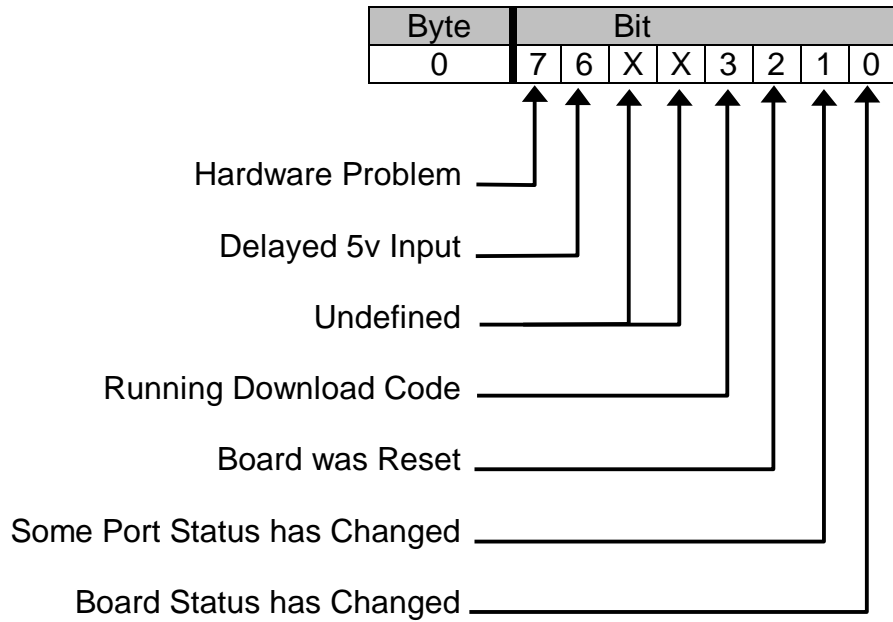 Byte Bit
0 7 6 X X 3 2 1 0
Hardware Problem
Delayed 5v Input
Undefined
Running Download Code
Board was Reset
Some Port Status has Changed
Board Status has Changed